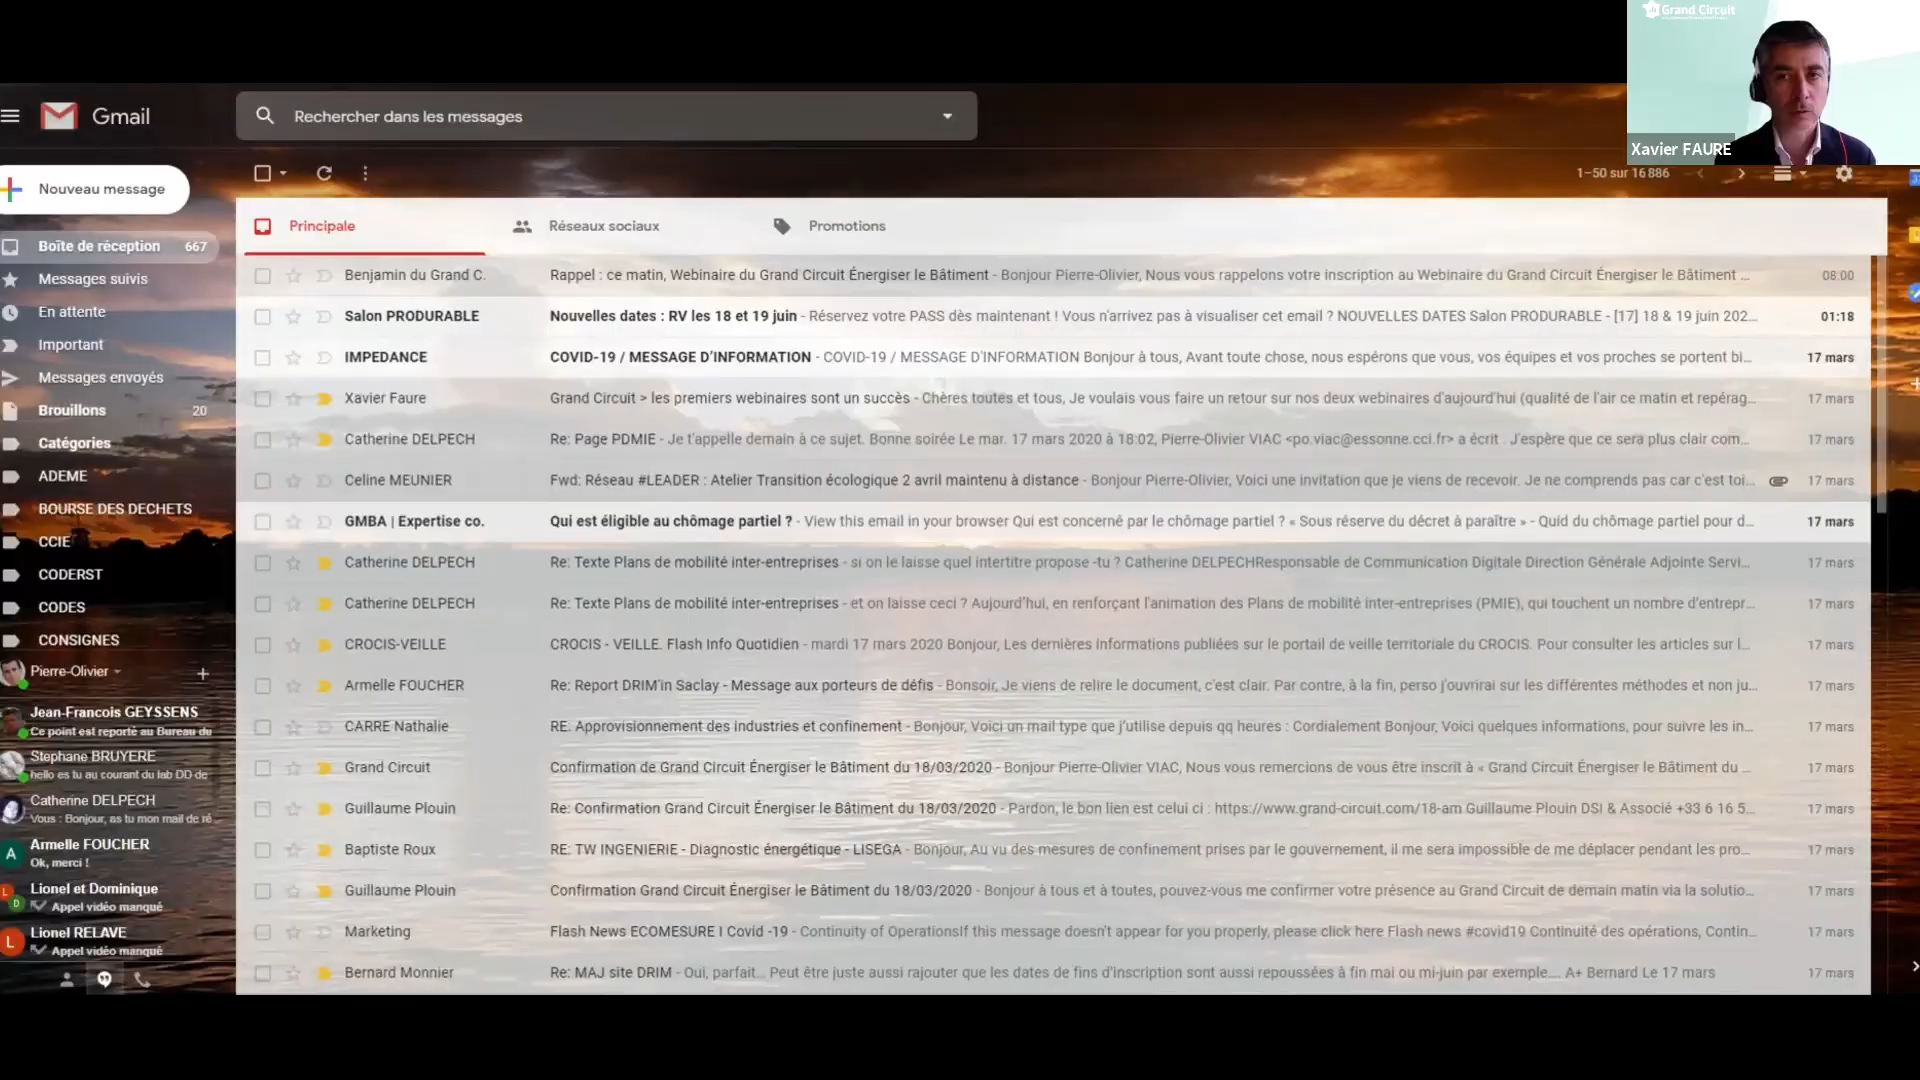 Grand Circuit
Xavier FAURE
Gmail
Rechercher dans les messages
1–50 sur 16 886
Nouveau message
Principale
Réseaux sociaux
Promotions
Boîte de réception 667
Messages suivis
En attente
Important
Messages envoyés
Brouillons 20
Catégories
ADEME
BOURSE DES DECHETS
CCIE
CODERST
CODES
CONSIGNES
Pierre-Olivier
Jean-Francois GEYSSENS
Ce point est reporté au Bureau du
Stephane BRUYERE
hello es tu au courant du lab DD de
Catherine DELPECH
Vous : Bonjour, as tu mon mail de ré
A
Armelle FOUCHER
Ok, merci !
L
D
Lionel et Dominique
Appel vidéo manqué
L
Lionel RELAVE
Appel vidéo manqué
Benjamin du Grand C. Rappel : ce matin, Webinaire du Grand Circuit Énergiser le Bâtiment - Bonjour Pierre-Olivier, Nous vous rappelons votre inscription au Webinaire du Grand Circuit Énergiser le Bâtiment ... 08:00
Salon PRODURABLE Nouvelles dates : RV les 18 et 19 juin - Réservez votre PASS dès maintenant ! Vous n'arrivez pas à visualiser cet email ? NOUVELLES DATES Salon PRODURABLE - [17] 18 & 19 juin 202... 01:18
IMPEDANCE COVID-19 / MESSAGE D'INFORMATION - COVID-19 / MESSAGE D'INFORMATION Bonjour à tous, Avant toute chose, nous espérons que vous, vos équipes et vos proches se portent bi... 17 mars
Xavier Faure Grand Circuit > les premiers webinaires sont un succès - Chères toutes et tous, Je voulais vous faire un retour sur nos deux webinaires d'aujourd'hui (qualité de l'air ce matin et repérag... 17 mars
Catherine DELPECH Re: Page PDMIE - Je t'appelle demain à ce sujet. Bonne soirée Le mar. 17 mars 2020 à 18:02, Pierre-Olivier VIAC <po.viac@essonne.cci.fr> a écrit : J'espère que ce sera plus clair com... 17 mars
Celine MEUNIER Fwd: Réseau #LEADER : Atelier Transition écologique 2 avril maintenu à distance - Bonjour Pierre-Olivier, Voici une invitation que je viens de recevoir. Je ne comprends pas car c'est toi... 17 mars
GMBA | Expertise co. Qui est éligible au chômage partiel ? - View this email in your browser Qui est concerné par le chômage partiel ? « Sous réserve du décret à paraître » - Quid du chômage partiel pour d... 17 mars
Catherine DELPECH Re: Texte Plans de mobilité inter-entreprises - si on le laisse quel intertitre propose -tu ? Catherine DELPECHResponsable de Communication Digitale Direction Générale Adjointe Servi... 17 mars
Catherine DELPECH Re: Texte Plans de mobilité inter-entreprises - et on laisse ceci ? Aujourd'hui, en renforçant l'animation des Plans de mobilité inter-entreprises (PMIE), qui touchent un nombre d'entrepr... 17 mars
CROCIS-VEILLE CROCIS - VEILLE. Flash Info Quotidien - mardi 17 mars 2020 Bonjour, Les dernières informations publiées sur le portail de veille territoriale du CROCIS. Pour consulter les articles sur l... 17 mars
Armelle FOUCHER Re: Report DRIM'in Saclay - Message aux porteurs de défis - Bonsoir, Je viens de relire le document, c'est clair. Par contre, à la fin, perso j'ouvrirai sur les différentes méthodes et non ju... 17 mars
CARRE Nathalie RE: Approvisionnement des industries et confinement - Bonjour, Voici un mail type que j'utilise depuis qq heures : Cordialement Bonjour, Voici quelques informations, pour suivre les in... 17 mars
Grand Circuit Confirmation de Grand Circuit Énergiser le Bâtiment du 18/03/2020 - Bonjour Pierre-Olivier VIAC, Nous vous remercions de vous être inscrit à « Grand Circuit Énergiser le Bâtiment du ... 17 mars
Guillaume Plouin Re: Confirmation Grand Circuit Énergiser le Bâtiment du 18/03/2020 - Pardon, le bon lien est celui ci : https://www.grand-circuit.com/18-am Guillaume Plouin DSI & Associé +33 6 16 5... 17 mars
Baptiste Roux RE: TW INGENIERIE - Diagnostic énergétique - LISEGA - Bonjour, Au vu des mesures de confinement prises par le gouvernement, il me sera impossible de me déplacer pendant les pro... 17 mars
Guillaume Plouin Confirmation Grand Circuit Énergiser le Bâtiment du 18/03/2020 - Bonjour à tous et à toutes, pouvez-vous me confirmer votre présence au Grand Circuit de demain matin via la solutio... 17 mars
Marketing Flash News ECOMESURE I Covid -19 - Continuity of OperationsIf this message doesn't appear for you properly, please click here Flash news #covid19 Continuité des opérations, Contin... 17 mars
Bernard Monnier Re: MAJ site DRIM - Oui, parfait... Peut être juste aussi rajouter que les dates de fins d'inscription sont aussi repoussées à fin mai ou mi-juin par exemple.... A+ Bernard Le 17 mars 17 mars